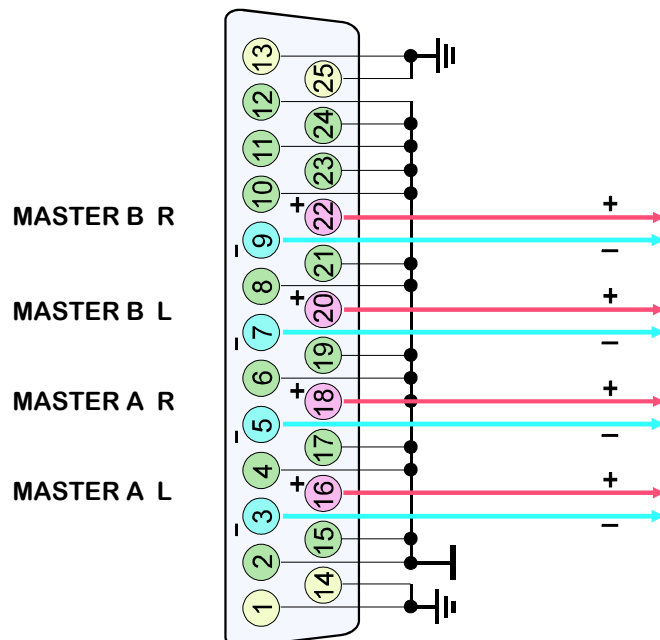 13
25
12
24
11
23
10
MASTER B R + 22 +
- 9 −
21
8
MASTER B L + 20 +
- 7 −
19
6
MASTER A R + 18 +
- 5 −
17
4
MASTER A L + 16 +
- 3 −
15
2
14
1